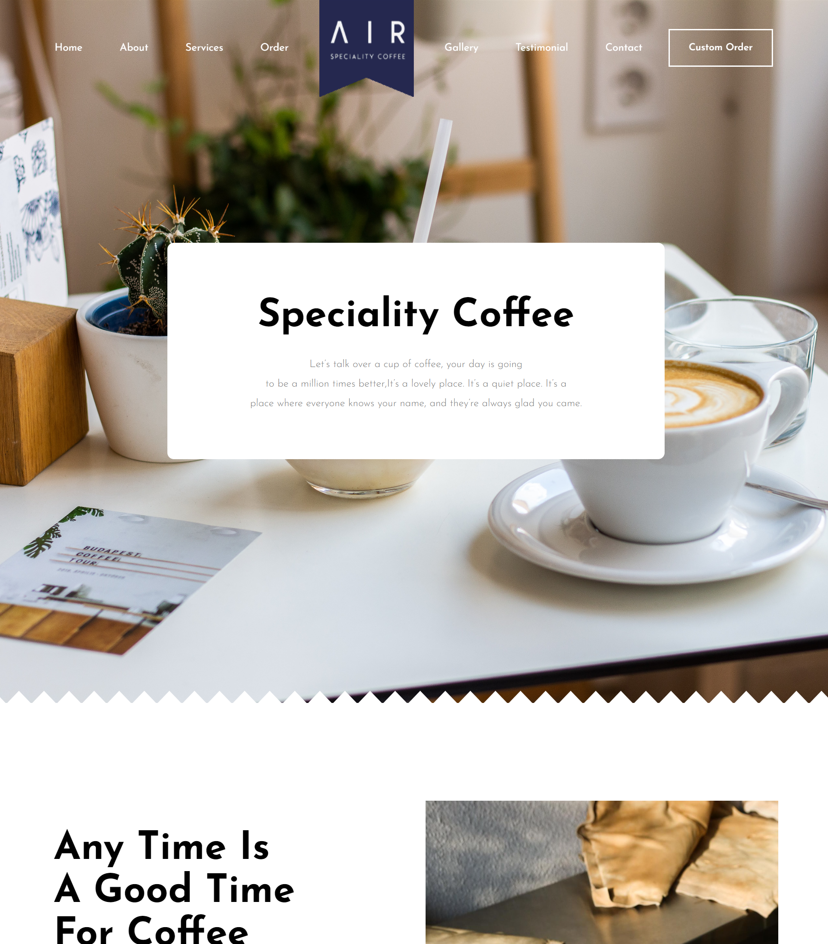 Home About Services Order
AIR
SPECIALITY COFFEE
Gallery Testimonial Contact Custom Order
Speciality Coffee
Let's talk over a cup of coffee, your day is going
to be a million times better,It's a lovely place. It's a quiet place. It's a
place where everyone knows your name, and they're always glad you came.
BUDAPEST
COFFEE
TOUR
Any Time Is
A Good Time
For Coffee